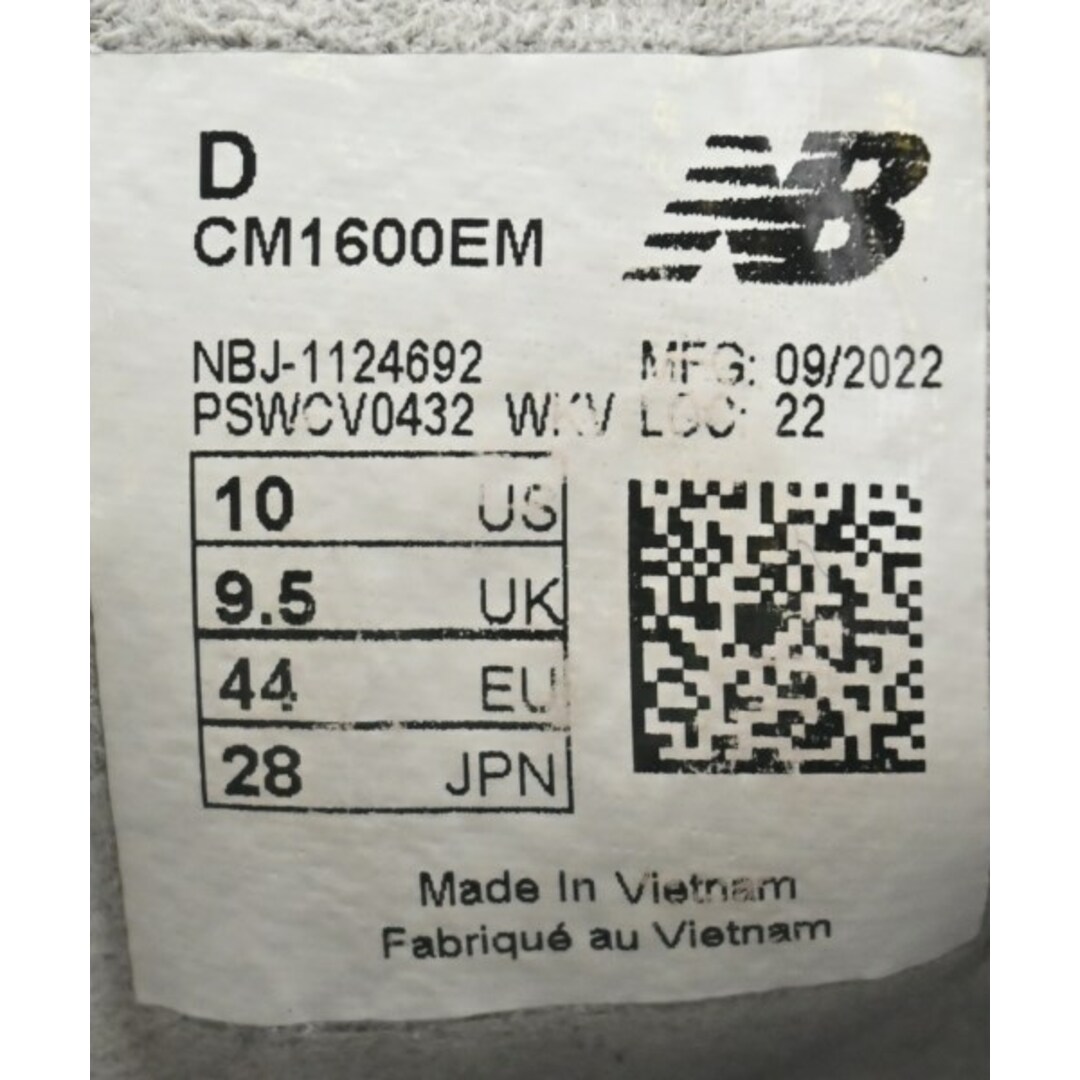 D
NB
CM1600EM
NBJ-1124692 MFG: 09/2022
PSWCV0432 WKV LOC: 22
10 US
9.5 UK
44 EU
28 JPN
Made In Vietnam
Fabriqué au Vietnam